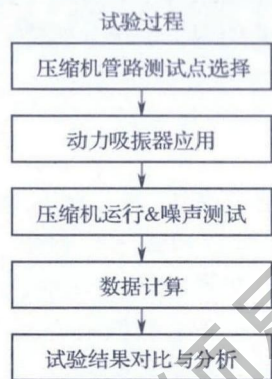 试验过程
压缩机管路测试点选择
动力吸振器应用
压缩机运行&噪声测试
数据计算
试验结果对比与分析